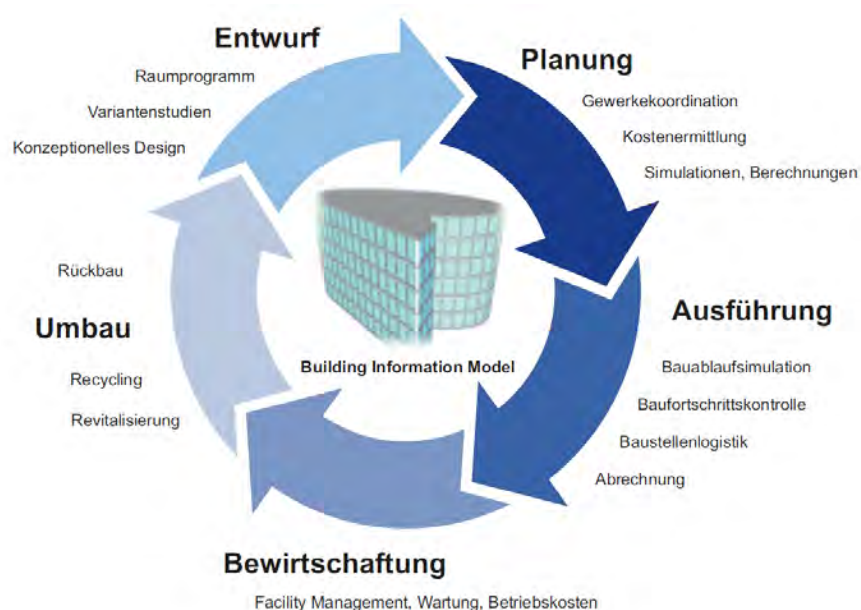 Entwurf
Raumprogramm
Variantenstudien
Konzeptionelles Design
Planung
Gewerkekoordination
Kostenermittlung
Simulationen, Berechnungen
Ausführung
Bauablaufsimulation
Baufortschrittskontrolle
Baustellenlogistik
Abrechnung
Bewirtschaftung
Facility Management, Wartung, Betriebskosten
Rückbau
Umbau
Recycling
Revitalisierung
Building Information Model